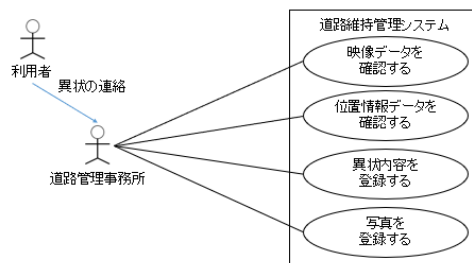 道路維持管理システム
利用者
異状の連絡
道路管理事務所
映像データを
確認する
位置情報データを
確認する
異状内容を
登録する
写真を
登録する